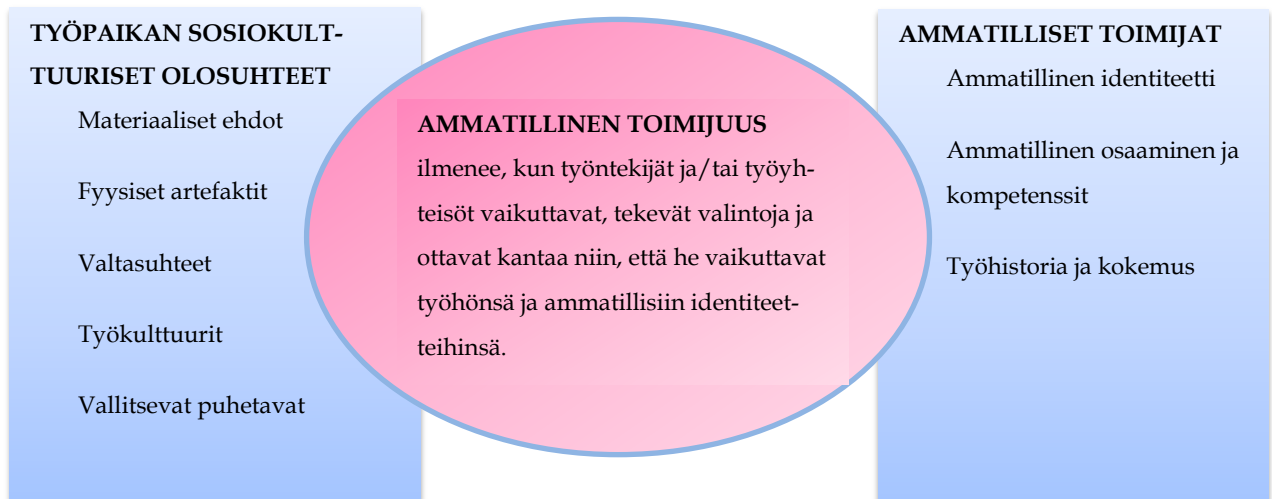 TYÖPAIKAN SOSIOKULT-
TUURISET OLOSUHTEET
Materiaaliset ehdot
Fyysiset artefaktit
Valtasuhteet
Työkulttuurit
Vallitsevat puhetavat
AMMATILLINEN TOIMIJUUS
ilmenee, kun työntekijät ja/tai työyh-
teisöt vaikuttavat, tekevät valintoja ja
ottavat kantaa niin, että he vaikuttavat
työhönsä ja ammatillisiin identiteet-
teihinsä.
AMMATILLISET TOIMIJAT
Ammatillinen identiteetti
Ammatillinen osaaminen ja
kompetenssit
Työhistoria ja kokemus